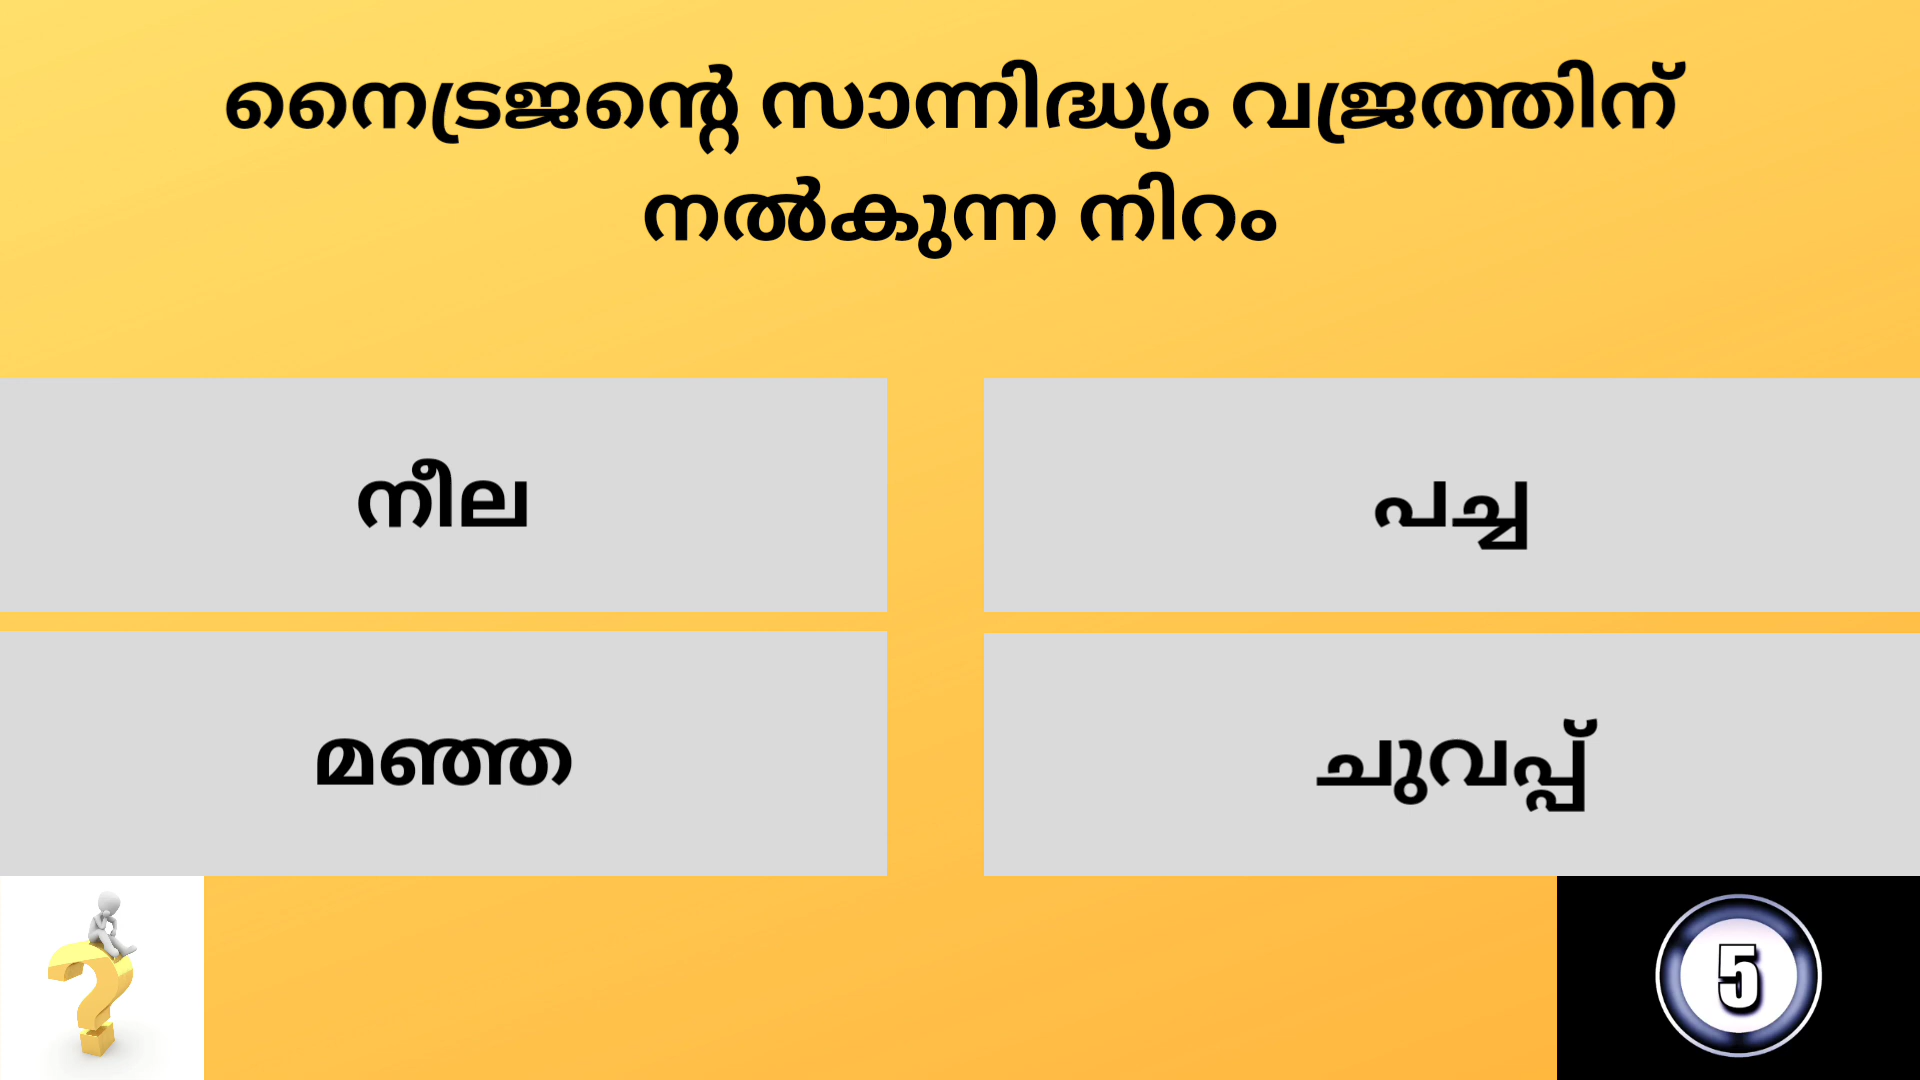 നൈട്രജന്റെ സാന്നിദ്ധ്യം വജ്രത്തിന്
നൽകുന്ന നിറം
നീല
പച്ച
മഞ്ഞ
ചുവപ്പ്
5